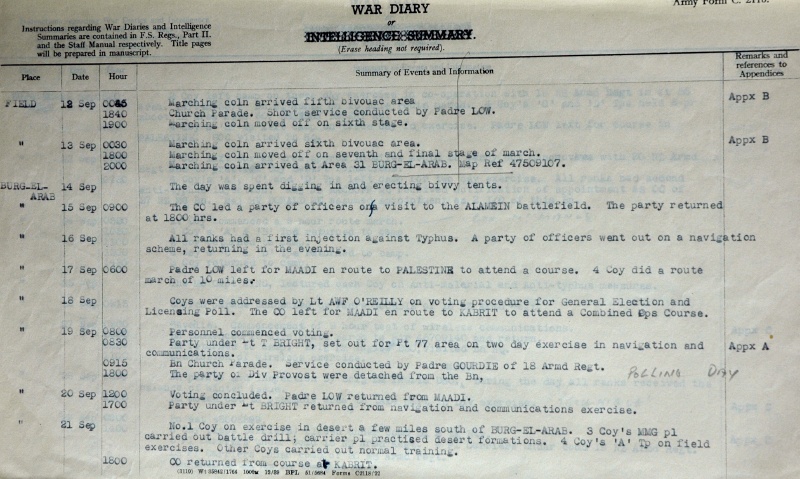 Army Form C. 2118.
WAR DIARY
or
INTELLIGENCE SUMMARY.
(Erase heading not required).
Instructions regarding War Diaries and Intelligence
Summaries are contained in F.S. Regs., Part II.
and the Staff Manual respectively. Title pages
will be prepared in manuscript.
Place Date Hour Summary of Events and Information Remarks and
references to
Appendices
FIELD 12 Sep Marching coln arrived fifth bivouac area Appx B
1840 Church Parade. Short service conducted by Padre LOW.
1900 Marching coln moved off on sixth stage.
" 13 Sep 0030 Marching coln arrived sixth bivouac area. Appx B
1800 Marching coln moved off on seventh and final stage of march.
2000 Marching coln arrived at Area 31 BURG-EL-ARAB. Map Ref 47509107.
BURG-EL-
ARAB 14 Sep The day was spent digging in and erecting bivvy tents.
" 15 Sep 0900 The CO led a party of officers on a visit to the ALAMEIN battlefield. The party returned
at 1800 hrs.
" 16 Sep All ranks had a first injection against Typhus. A party of officers went out on a navigation
scheme, returning in the evening.
" 17 Sep 0600 Padre LOW left for MAADI en route to PALESTINE to attend a course. 4 Coy did a route
march of 10 miles.
" 18 Sep Coys were addressed by Lt AWF O'REILLY on voting procedure for General Election and
Licensing Poll. The CO left for MAADI en route to KABRIT to attend a Combined Ops Course.
" 19 Sep 0800 Personnel commenced voting.
0830 Party under Lt T BRIGHT, set out for Pt 77 area on two day exercise in navigation and Appx A
communications.
0915 Bn Church Parade. Service conducted by Padre GOURDIE of 18 Armd Regt.
1800 The party of Div Provost were detached from the Bn, POLLING DAY
" 20 Sep 1200 Voting concluded. Padre LOW returned from MAADI.
1700 Party under Lt BRIGHT returned from navigation and communications exercise.
" 21 Sep No.1 Coy on exercise in desert a few miles south of BURG-EL-ARAB. 3 Coy's MMG pl
carried out battle drill; carrier pl practised desert formations. 4 Coy's 'A' Tp on field
exercises. Other Coys carried out normal training.
1800 CO returned from course at KABRIT.